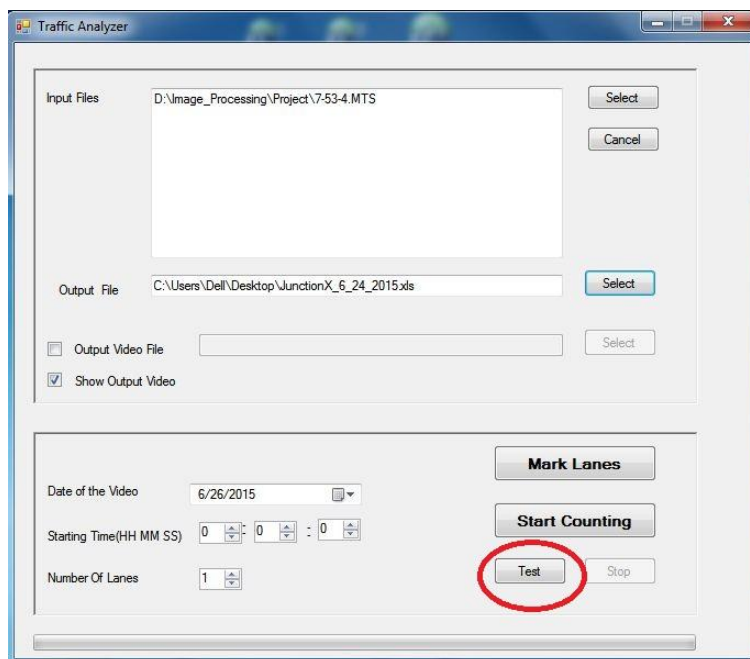 Traffic Analyzer
Input Files
D:\Image_Processing\Project\7-53-4.MTS
Select
Cancel
Output File
C:\Users\Dell\Desktop\JunctionX_6_24_2015.xls
Select
Output Video File
Select
Show Output Video
Mark Lanes
Date of the Video
6/26/2015
Start Counting
Starting Time(HH MM SS)
0 : 0 : 0
Number Of Lanes
1
Test
Stop